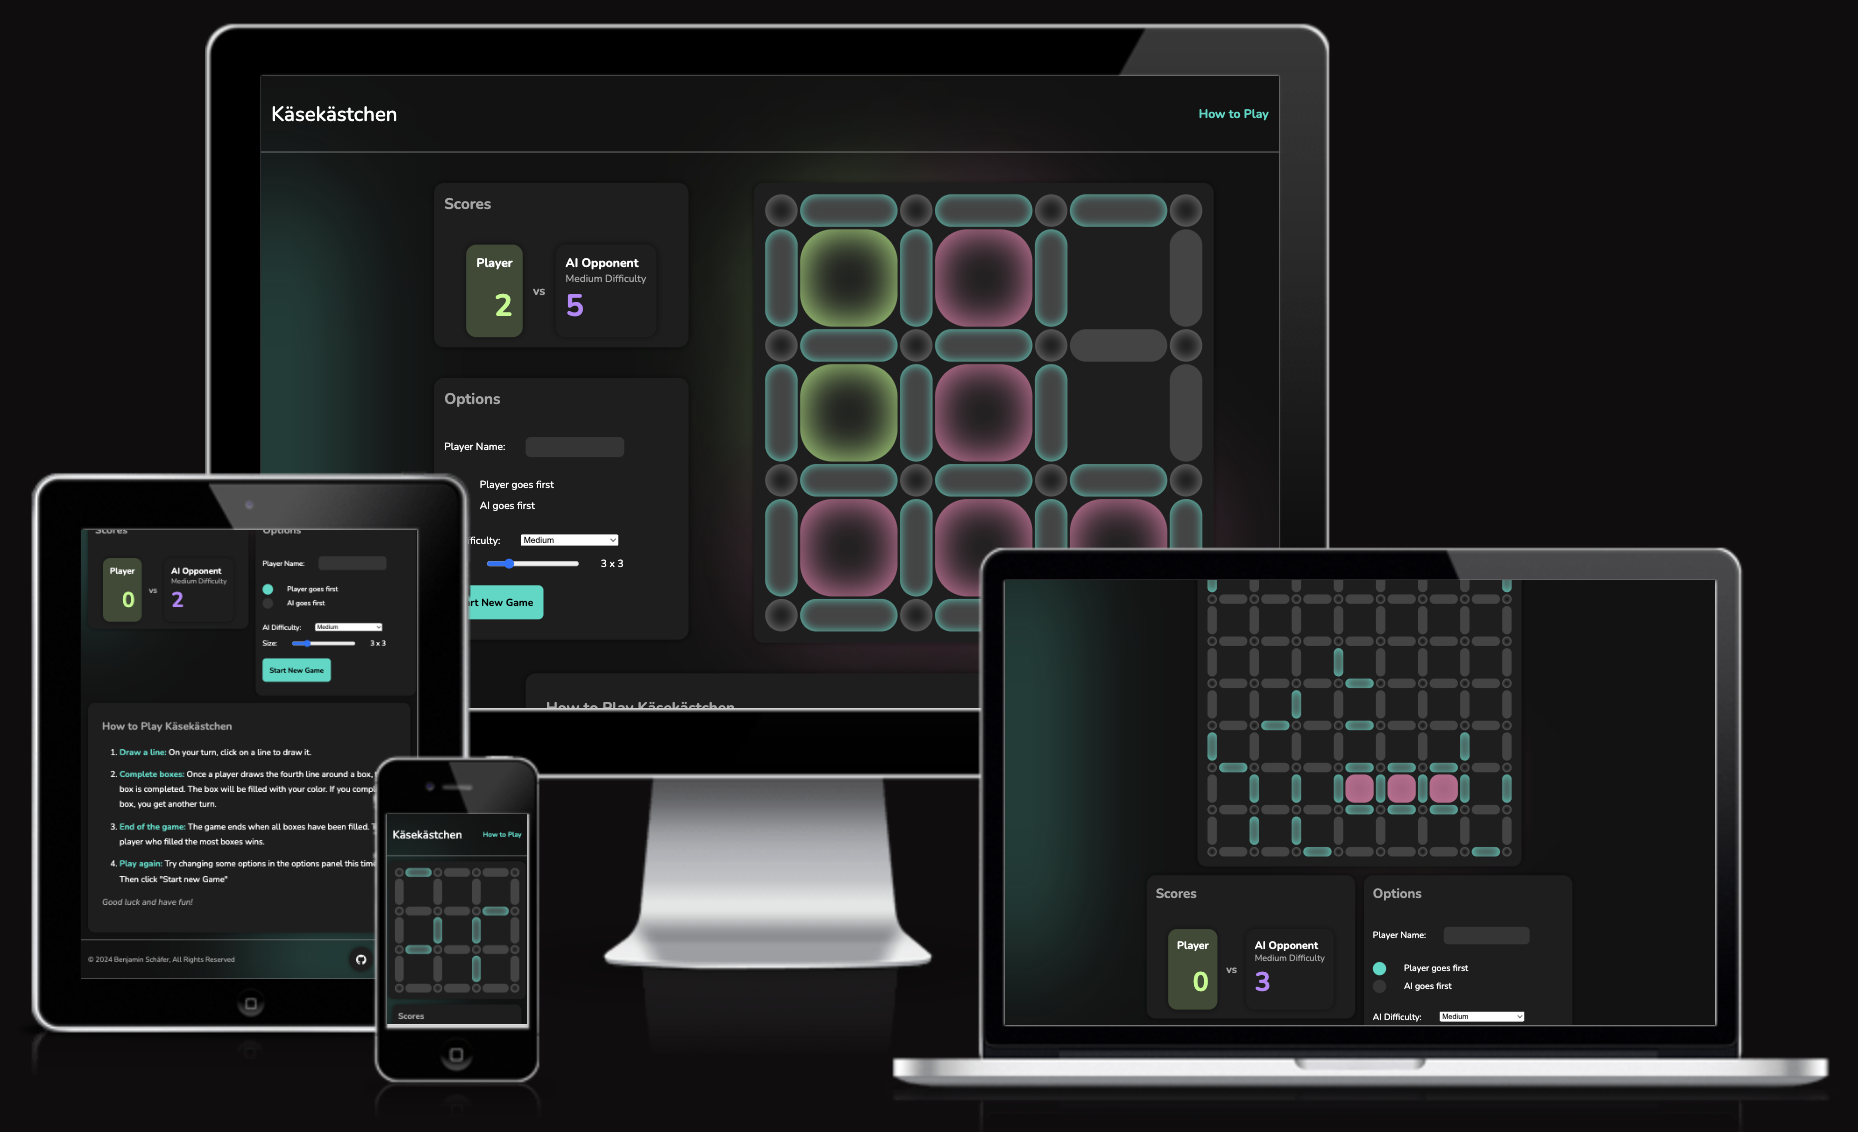 Käsekästchen
How to Play
Scores
Player
2
vs
AI Opponent
Medium Difficulty
5
Options
Player Name:
Player goes first
AI goes first
ficulty:
Medium
3 x 3
rt New Game
How to Play Käsekästchen
Scores
Player
0
vs
AI Opponent
Medium Difficulty
2
Options
Player Name:
Player goes first
AI goes first
AI Difficulty:
Medium
Size:
3 x 3
Start New Game
How to Play Käsekästchen
1. Draw a line: On your turn, click on a line to draw it.
2. Complete boxes: Once a player draws the fourth line around a box,
box is completed. The box will be filled with your color. If you compl
box, you get another turn.
3. End of the game: The game ends when all boxes have been filled. T
player who filled the most boxes wins.
4. Play again: Try changing some options in the options panel this time
Then click "Start new Game"
Good luck and have fun!
© 2024 Benjamin Schäfer, All Rights Reserved
Käsekästchen
How to Play
Scores
Scores
Player
0
vs
AI Opponent
Medium Difficulty
3
Options
Player Name:
Player goes first
AI goes first
AI Difficulty:
Medium